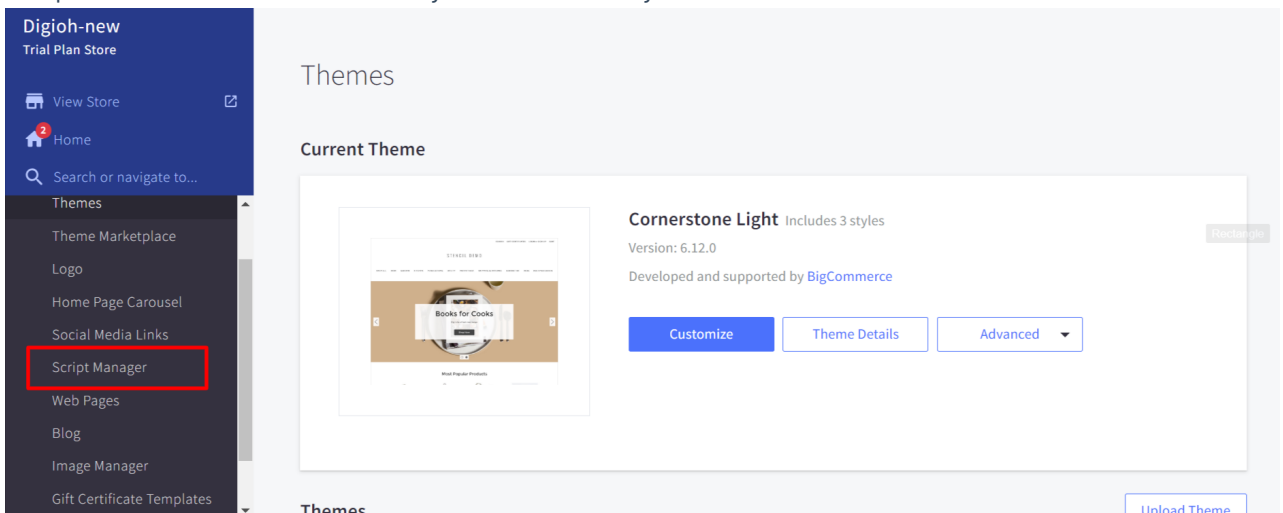 Digioh-new
Trial Plan Store
View Store
2
Home
Search or navigate to...
Themes
Theme Marketplace
Logo
Home Page Carousel
Social Media Links
Script Manager
Web Pages
Blog
Image Manager
Gift Certificate Templates
Themes
Current Theme
STENCIL DEMO
Books for Cooks
Most Popular Products
Cornerstone Light Includes 3 styles
Version: 6.12.0
Developed and supported by BigCommerce
Customize
Theme Details
Advanced
Rectangle
Themes
Upload Theme